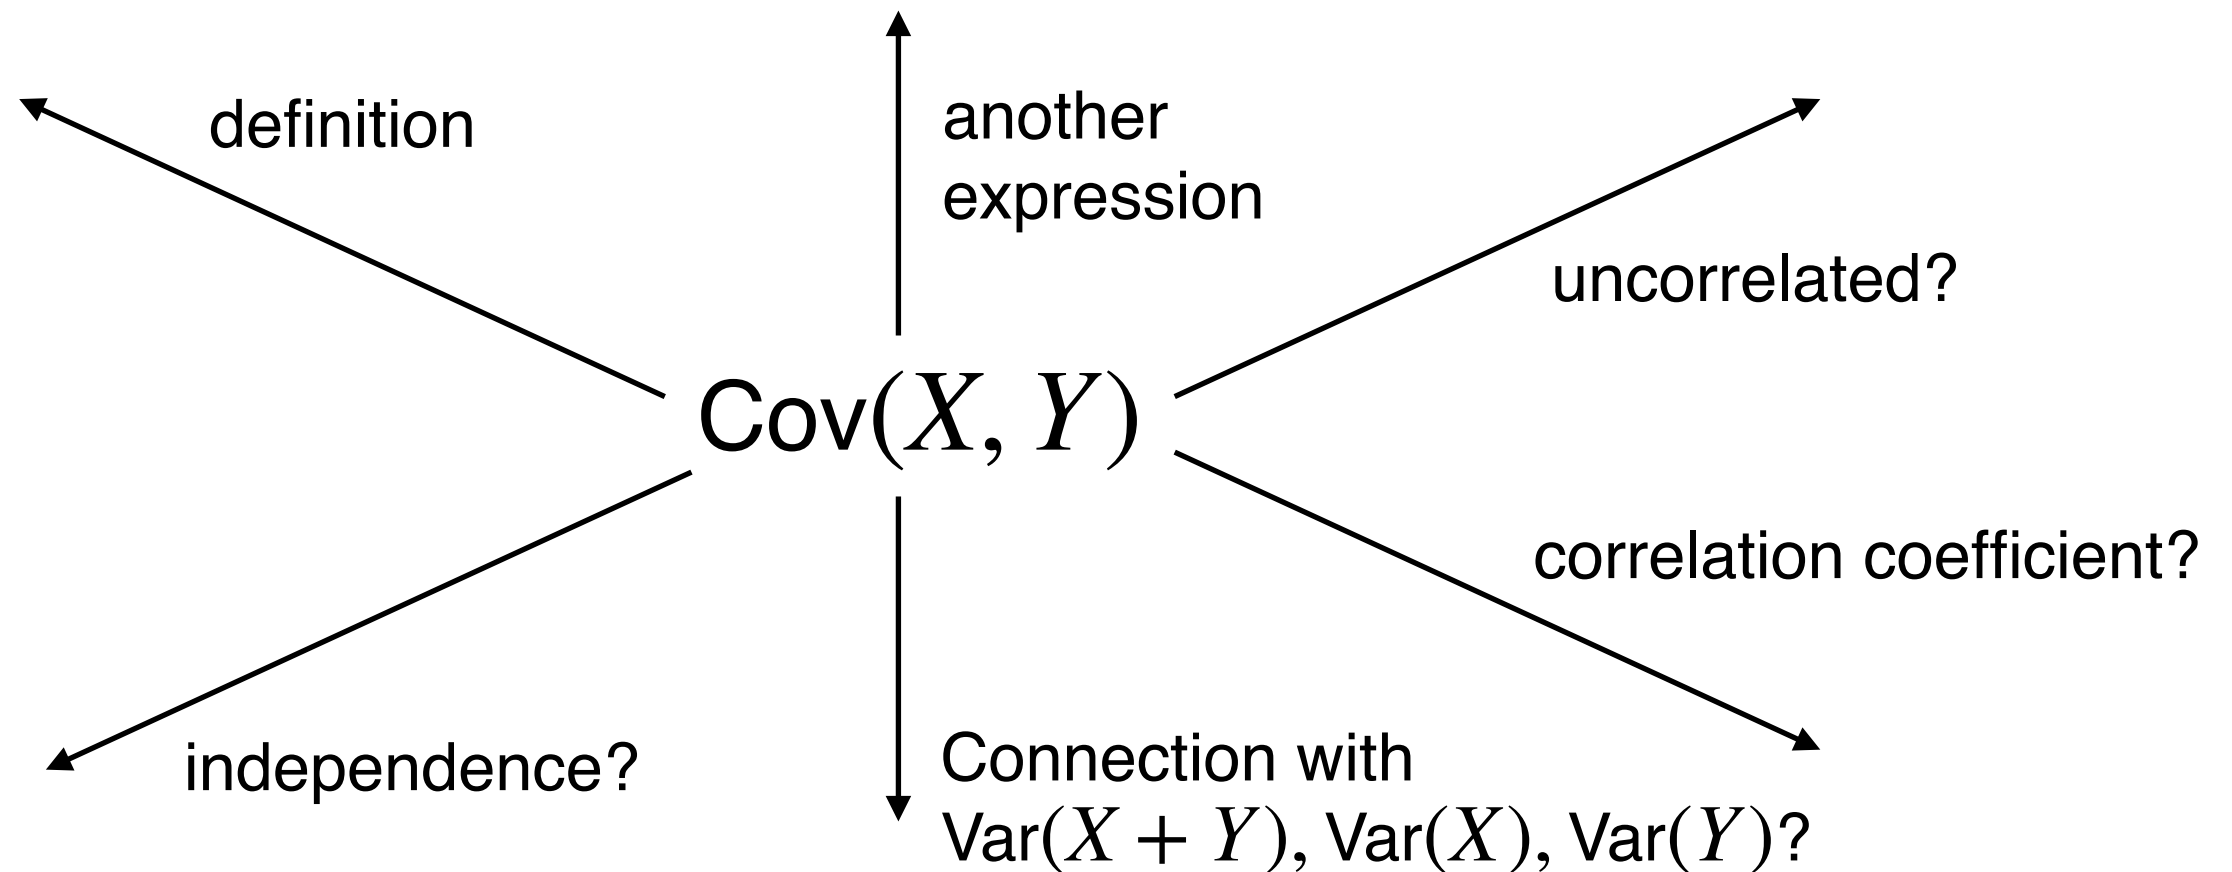 definition
another
expression
uncorrelated?
Cov(X, Y)
correlation coefficient?
independence?
Connection with
Var(X + Y), Var(X), Var(Y)?